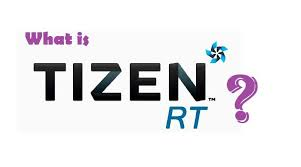 What is
TIZEN™
RT ?